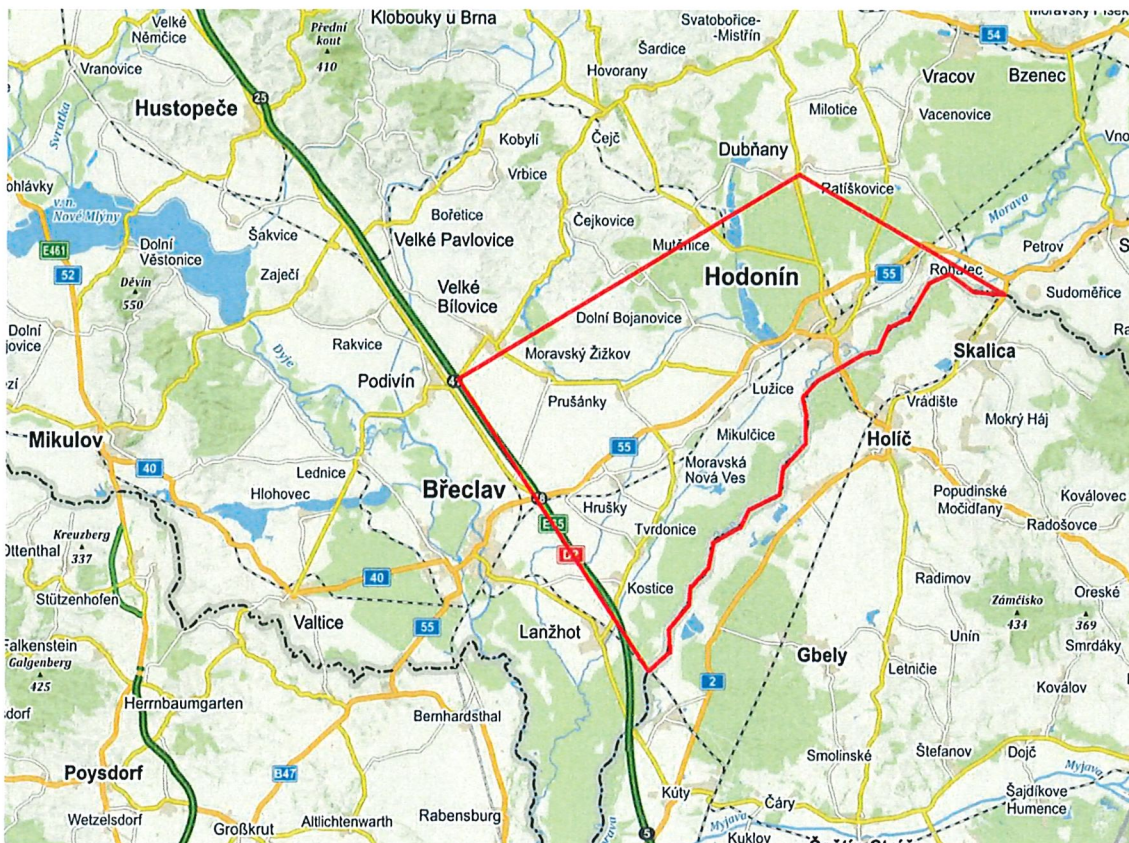 Klobouky u Brna
Velké
Němčice
Přední
kout
410
Svatobořice-
-Mistřín
54
Vranovice
Šardice
Hovorany
Vracov
Bzenec
25
Hustopeče
Svratka
Milotice
Vacenovice
Kobylí
Čejč
Dubňany
Vrbice
Ratíškovice
v. n.
Nové Mlýny
Bořetice
Čejkovice
Morava
Šakvice
Velké Pavlovice
Mutěnice
Petrov
E461
Dolní
Věstonice
52
Zaječí
Hodonín
55
Rohatec
Děvín
550
Velké
Bílovice
Sudoměřice
Dolní
Dolní Bojanovice
Rakvice
Dyje
Moravský Žižkov
Skalica
Podivín
Lužice
Prušánky
Vrádište
Mokrý Háj
Mikulov
55
Mikulčice
Holíč
40
Lednice
Moravská
Nová Ves
Hlohovec
Břeclav
Popudinské
Močidľany
Koválovec
Hrušky
Radošovce
Kreuzberg
337
Tvrdonice
Stützenhofen
40
Kostice
Radimov
Zámčisko
434
Oreské
369
Valtice
55
Lanžhot
Unín
Smrdáky
Falkenstein
Galgenberg
425
Gbely
Letničie
2
Koválov
Herrnbaumgarten
Bernhardsthal
Smolinské
Štefanov
Dojč
Poysdorf
B47
Myjava
Kúty
Čáry
Šajdíkove
Humence
Wetzelsdorf
Großkrut
Altlichtenwarth
Rabensburg
Myjava
5
Kuklov